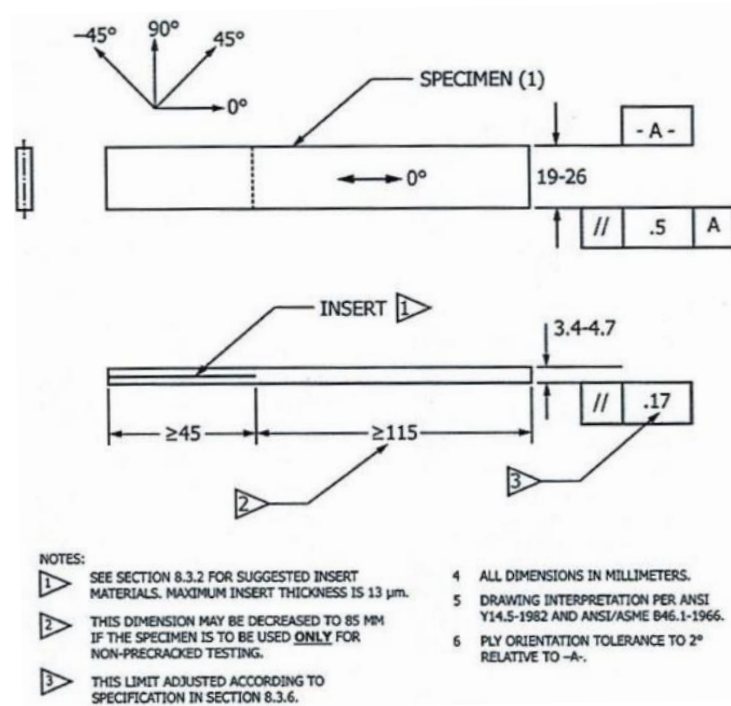 −45°
90°
45°
0°
SPECIMEN (1)
- A -
0°
19-26
// .5 A
INSERT 1
3.4-4.7
// .17
≥45
≥115
2
3
NOTES:
1 SEE SECTION 8.3.2 FOR SUGGESTED INSERT
MATERIALS. MAXIMUM INSERT THICKNESS IS 13 μm.
2 THIS DIMENSION MAY BE DECREASED TO 85 MM
IF THE SPECIMEN IS TO BE USED ONLY FOR
NON-PRECRACKED TESTING.
3 THIS LIMIT ADJUSTED ACCORDING TO
SPECIFICATION IN SECTION 8.3.6.
4 ALL DIMENSIONS IN MILLIMETERS.
5 DRAWING INTERPRETATION PER ANSI
Y14.5-1982 AND ANSI/ASME B46.1-1966.
6 PLY ORIENTATION TOLERANCE TO 2°
RELATIVE TO –A-.